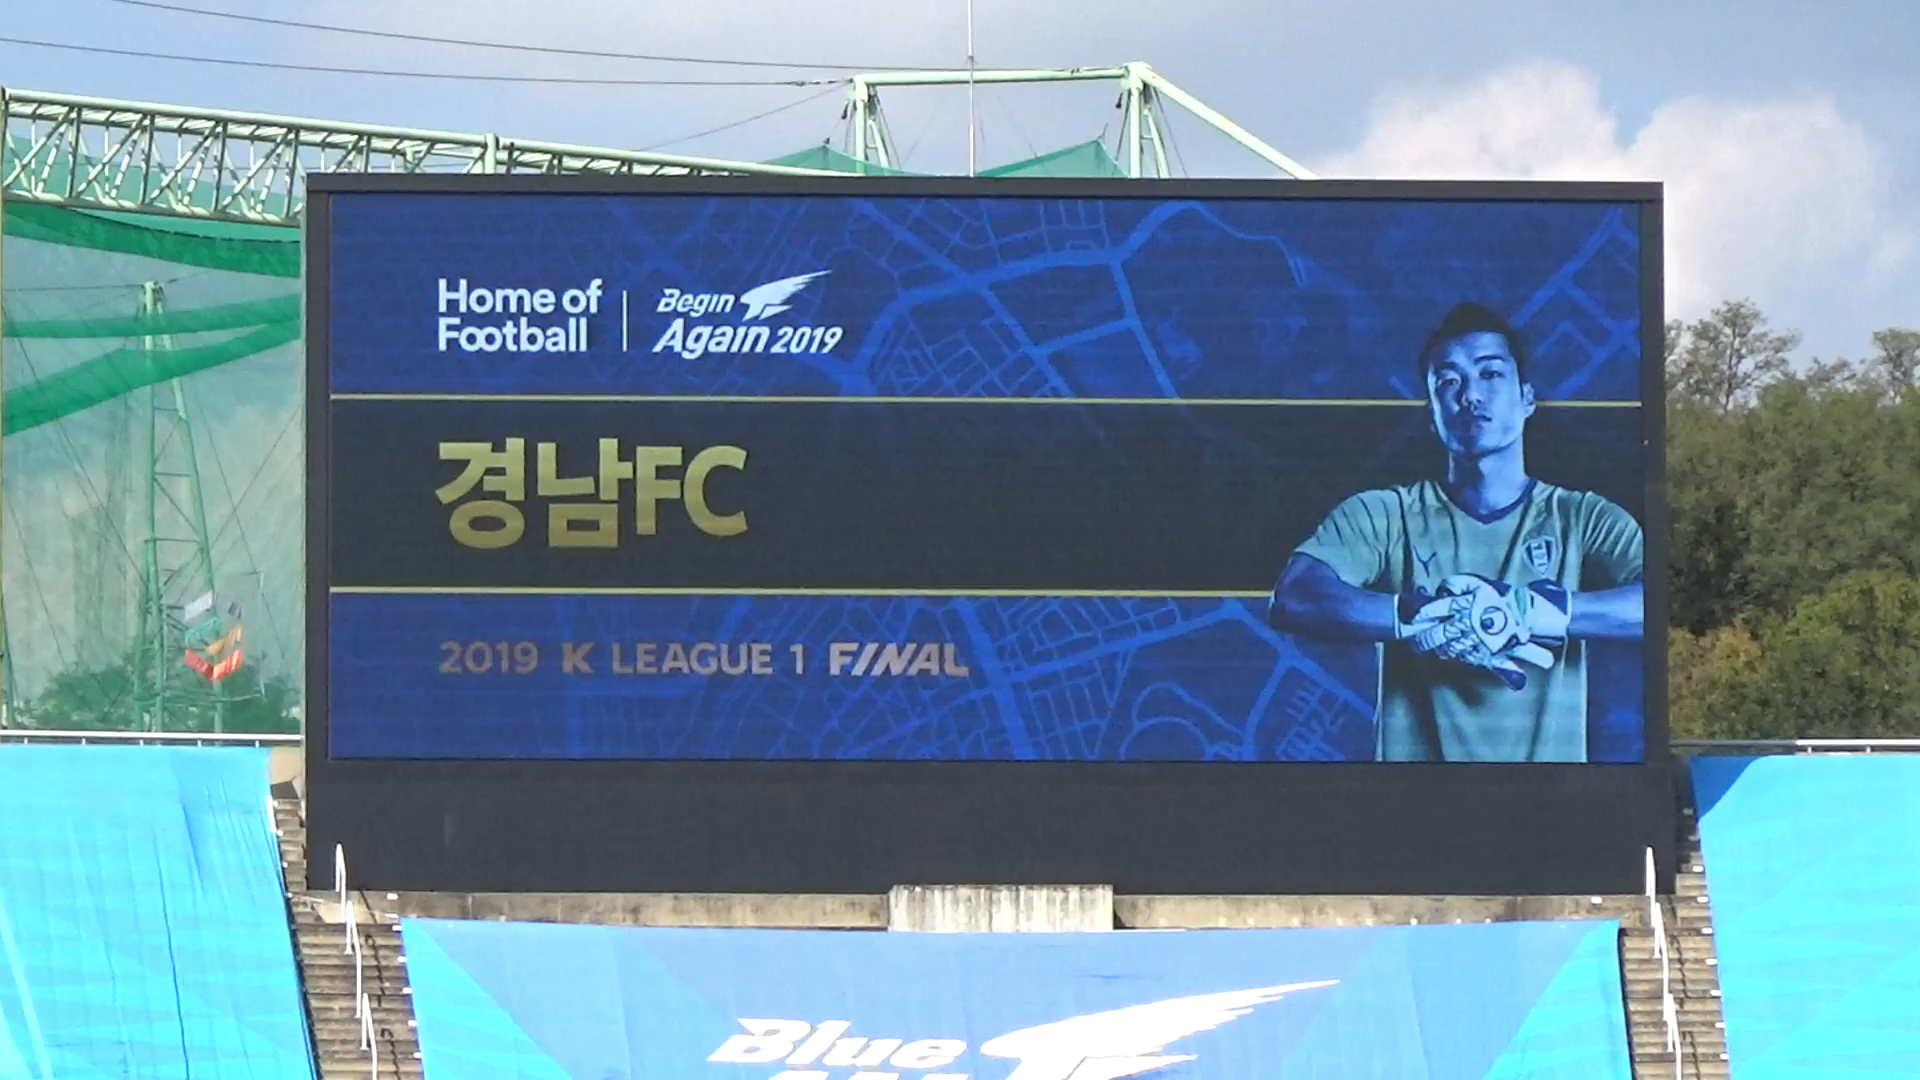 Home of
Football
Begin
Again 2019
경남FC
2019 K LEAGUE 1 FINAL
Blue